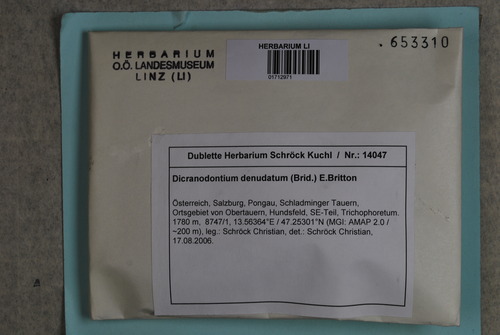 HERBARIUM
O.Ö. LANDESMUSEUM
LINZ (LI)
HERBARIUM LI
01712971
.653310
Dublette Herbarium Schröck Kuchl / Nr.: 14047
Dicranodontium denudatum (Brid.) E.Britton
Österreich, Salzburg, Pongau, Schladminger Tauern,
Ortsgebiet von Obertauern, Hundsfeld, SE-Teil, Trichophoretum.
1780 m, 8747/1, 13.56364°E / 47.25301°N (MGI: AMAP 2.0 /
~200 m), leg.: Schröck Christian, det.: Schröck Christian,
17.08.2006.